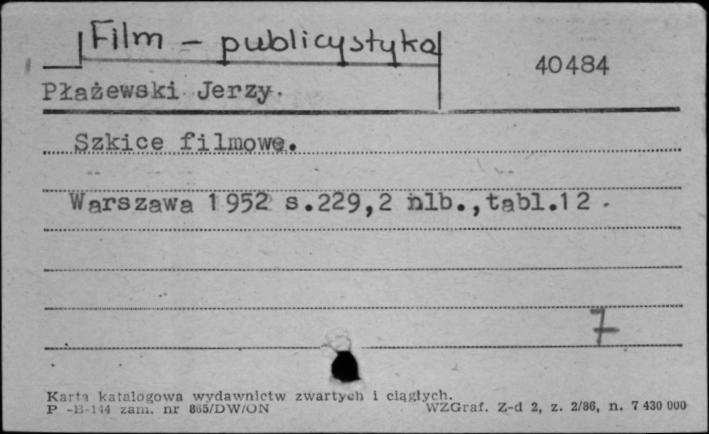 Film - publicystyka
40484
Płażewski Jerzy.
Szkice filmowe.
Warszawa 1952 s.229,2 nlb.,tabl.12.
7
Karta katalogowa wydawnictw zwartych i ciągłych.
P -B-144 zam. nr 865/DW/ON WZGraf. Z-d 2, z. 2/86, n. 7 430 000